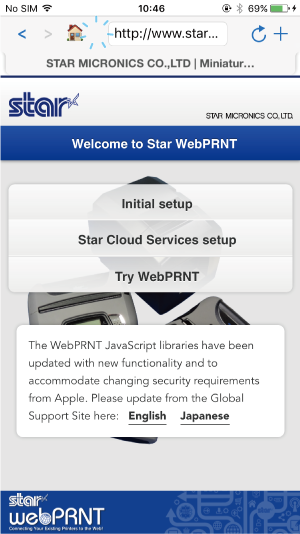 No SIM 10:46 69%
http://www.star...
STAR MICRONICS CO.,LTD | Miniatur...
star
STAR MICRONICS CO., LTD.
Welcome to Star WebPRNT
Initial setup
Star Cloud Services setup
Try WebPRNT
The WebPRNT JavaScript libraries have been
updated with new functionality and to
accommodate changing security requirements
from Apple. Please update from the Global
Support Site here: English Japanese
star
webPRNT
Connecting Your Existing Printers to the Web!